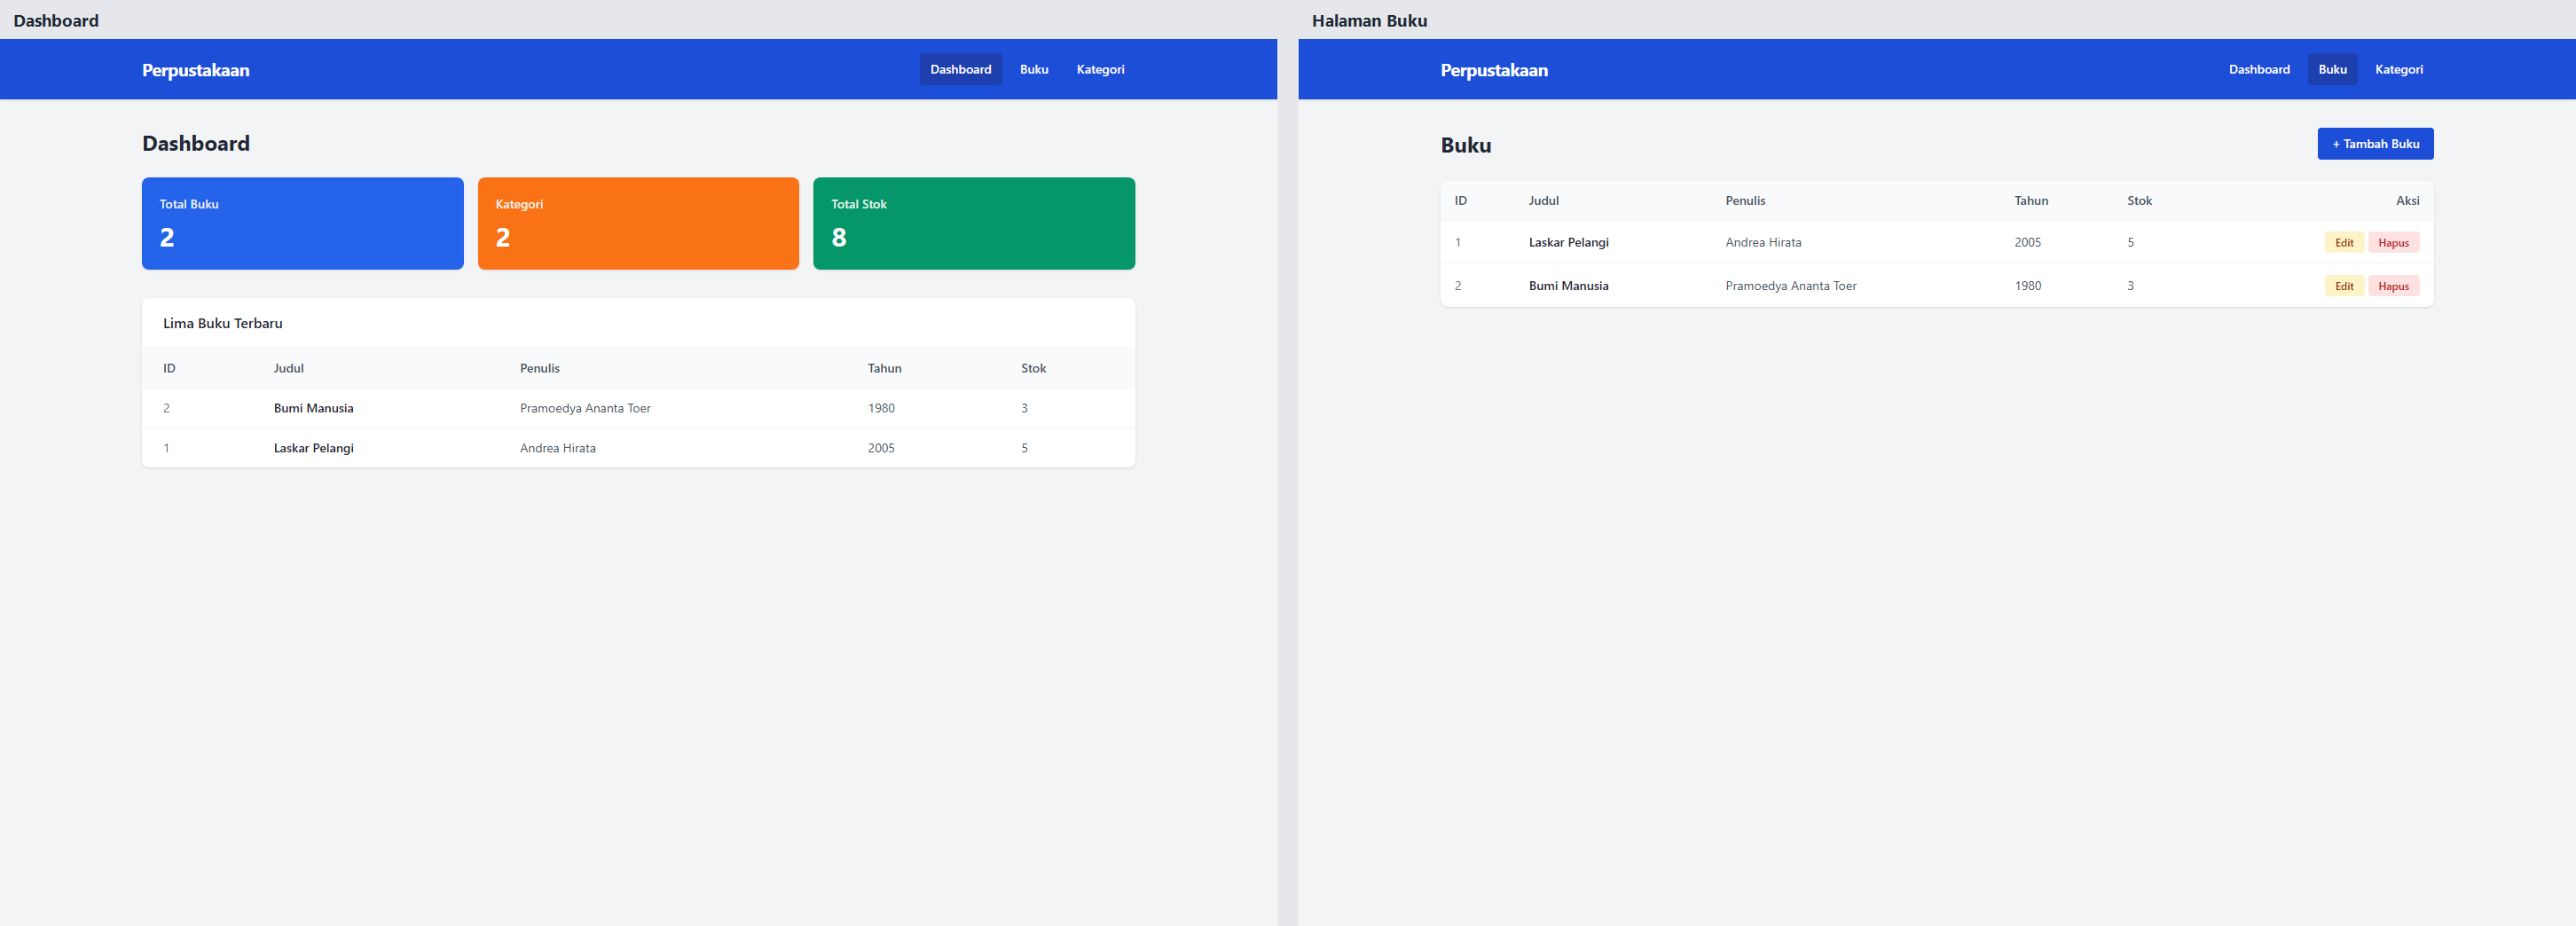 Dashboard
Perpustakaan
Dashboard Buku Kategori
Dashboard
Total Buku
2
Kategori
2
Total Stok
8
Lima Buku Terbaru
ID Judul Penulis Tahun Stok
2 Bumi Manusia Pramoedya Ananta Toer 1980 3
1 Laskar Pelangi Andrea Hirata 2005 5
Halaman Buku
Perpustakaan
Dashboard Buku Kategori
Buku
+ Tambah Buku
ID Judul Penulis Tahun Stok Aksi
1 Laskar Pelangi Andrea Hirata 2005 5 Edit Hapus
2 Bumi Manusia Pramoedya Ananta Toer 1980 3 Edit Hapus